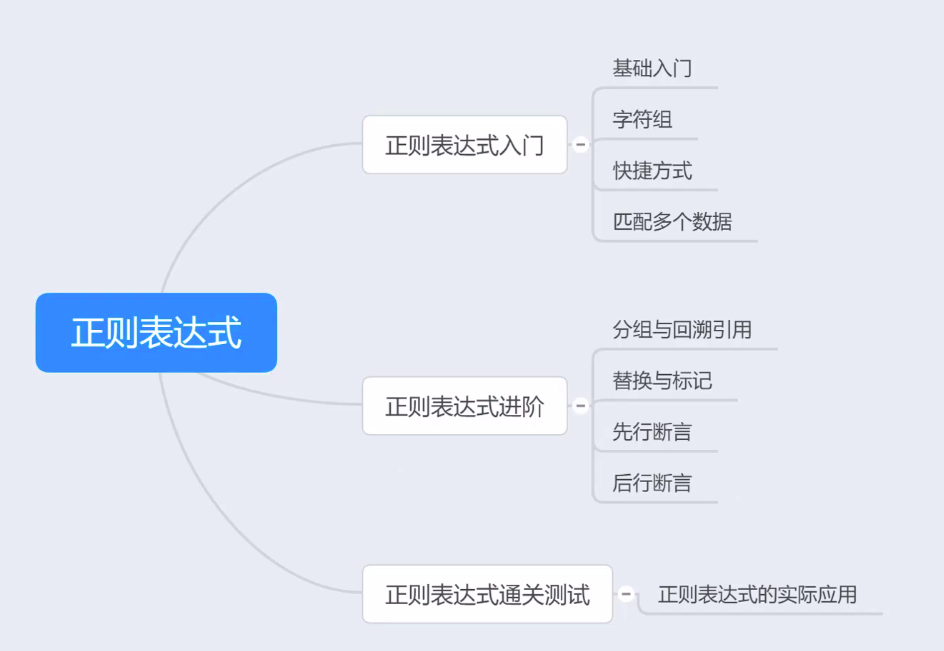 正则表达式
正则表达式入门
基础入门
字符组
快捷方式
匹配多个数据
正则表达式进阶
分组与回溯引用
替换与标记
先行断言
后行断言
正则表达式通关测试
正则表达式的实际应用